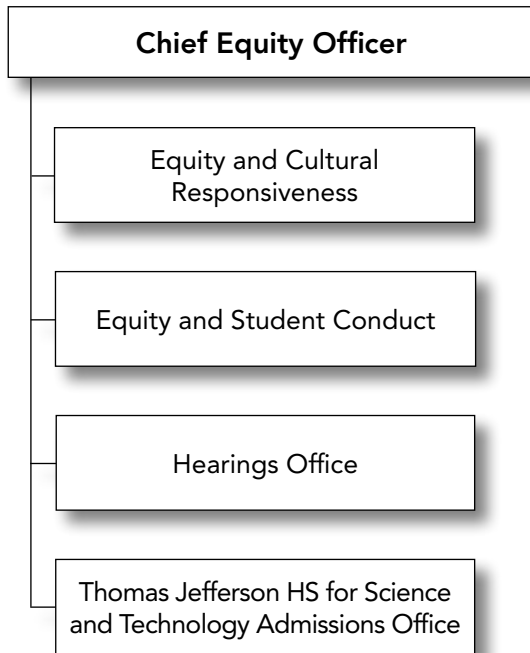 Chief Equity Officer
Equity and Cultural
Responsiveness
Equity and Student Conduct
Hearings Office
Thomas Jefferson HS for Science
and Technology Admissions Office